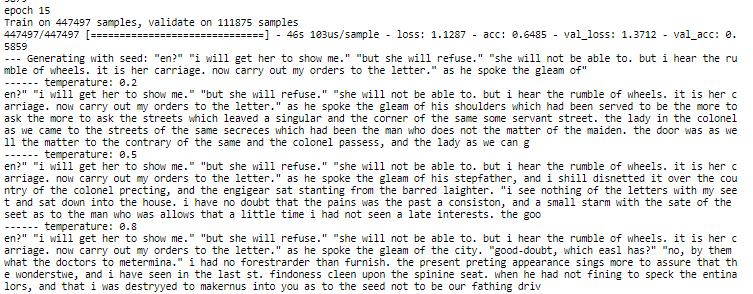 epoch 15
Train on 447497 samples, validate on 111875 samples
447497/447497 [==============================] - 46s 103us/sample - loss: 1.1287 - acc: 0.6485 - val_loss: 1.3712 - val_acc: 0.
5859
--- Generating with seed: "en?" "i will get her to show me." "but she will refuse." "she will not be able to. but i hear the ru
mble of wheels. it is her carriage. now carry out my orders to the letter." as he spoke the gleam of"
------ temperature: 0.2
en?" "i will get her to show me." "but she will refuse." "she will not be able to. but i hear the rumble of wheels. it is her c
arriage. now carry out my orders to the letter." as he spoke the gleam of his shoulders which had been served to be the more to
ask the more to ask the streets which leaved a singular and the corner of the same some servant street. the lady in the colonel
as we came to the streets of the same secreces which had been the man who does not the matter of the maiden. the door was as we
ll the matter to the contrary of the same and the colonel passess, and the lady as we can g
------ temperature: 0.5
en?" "i will get her to show me." "but she will refuse." "she will not be able to. but i hear the rumble of wheels. it is her c
arriage. now carry out my orders to the letter." as he spoke the gleam of his stepfather, and i shill disnetted it over the cou
ntry of the colonel precting, and the engigear sat stanting from the barred laighter. "i see nothing of the letters with my see
t and sat down into the house. i have no doubt that the pains was the past a consiston, and a small starm with the sate of the
seet as to the man who was allows that a little time i had not seen a late interests. the goo
------ temperature: 0.8
en?" "i will get her to show me." "but she will refuse." "she will not be able to. but i hear the rumble of wheels. it is her c
arriage. now carry out my orders to the letter." as he spoke the gleam of the city. "good-doubt, which easl has?" "no, by them
what the doctors to metermina." i had no forestrarder than furnish. the present preting appearance sings more to assure that th
e wonderstwe, and i have seen in the last st. findoness cleen upon the spinine seat. when he had not fining to speck the entina
lors, and that i was destryyed to makernus into you as to the seed not to be our fathing driv